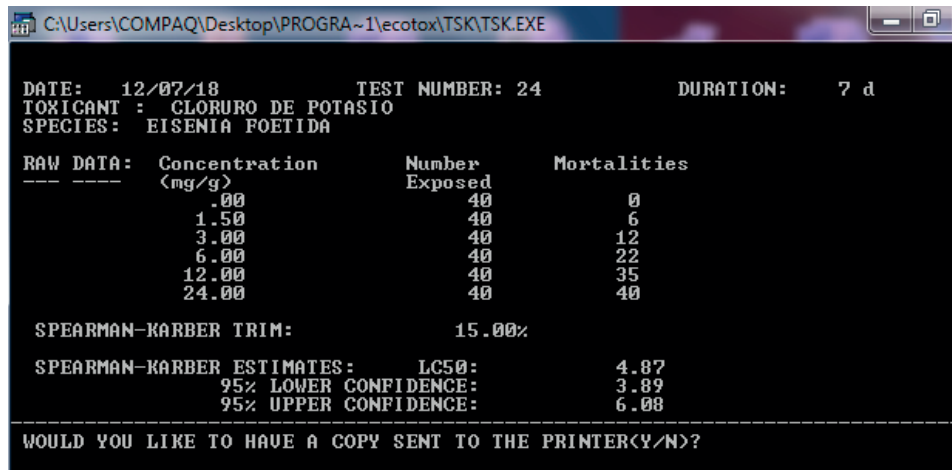 C:\Users\COMPAQ\Desktop\PROGRA~1\ecotox\TSK\TSK.EXE
DATE: 12/07/18 TEST NUMBER: 24 DURATION: 7 d
TOXICANT : CLORURO DE POTASIO
SPECIES: EISENIA FOETIDA
RAW DATA: Concentration Number Mortalities
--- ---- (mg/g) Exposed
.00 40 0
1.50 40 6
3.00 40 12
6.00 40 22
12.00 40 35
24.00 40 40
SPEARMAN-KARBER TRIM: 15.00%
SPEARMAN-KARBER ESTIMATES: LC50: 4.87
95% LOWER CONFIDENCE: 3.89
95% UPPER CONFIDENCE: 6.08
WOULD YOU LIKE TO HAVE A COPY SENT TO THE PRINTER(Y/N)?